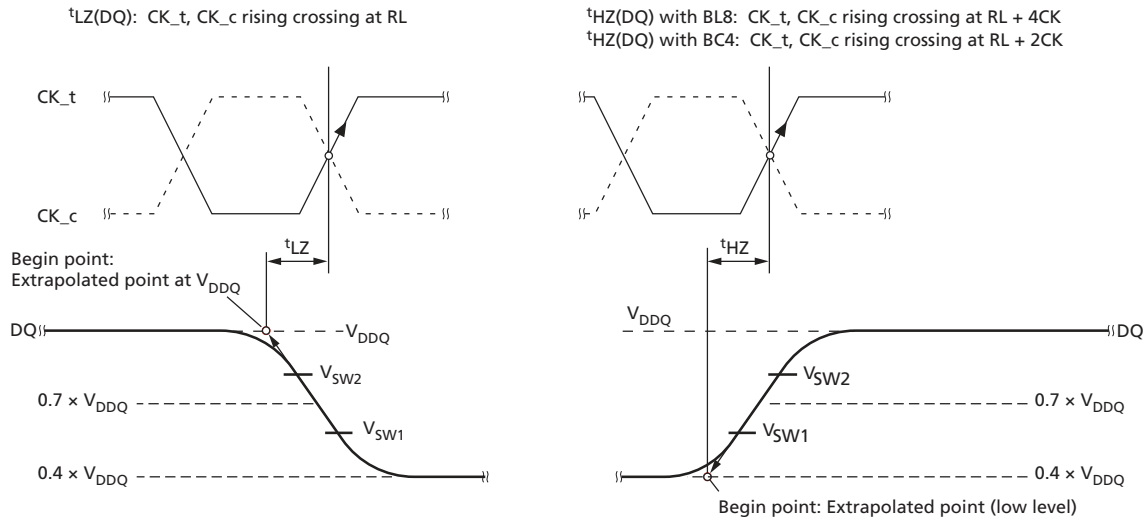 tLZ(DQ): CK_t, CK_c rising crossing at RL
tHZ(DQ) with BL8: CK_t, CK_c rising crossing at RL + 4CK
tHZ(DQ) with BC4: CK_t, CK_c rising crossing at RL + 2CK
CK_t
CK_c
tLZ
Begin point:
Extrapolated point at VDDQ
DQ
VDDQ
VSW2
0.7 × VDDQ
VSW1
0.4 × VDDQ
tHZ
VDDQ
DQ
VSW2
0.7 × VDDQ
VSW1
0.4 × VDDQ
Begin point: Extrapolated point (low level)